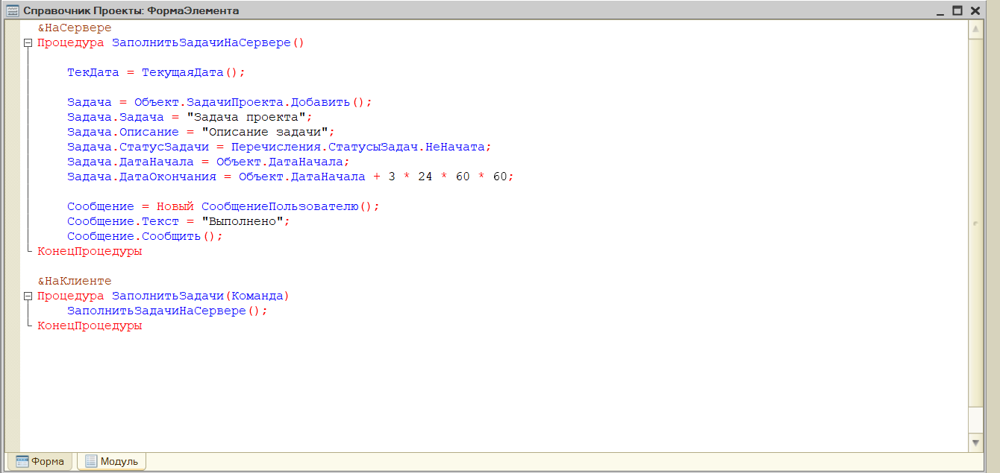 Справочник Проекты: ФормаЭлемента
&НаСервере
Процедура ЗаполнитьЗадачиНаСервере()
ТекДата = ТекущаяДата();
Задача = Объект.ЗадачиПроекта.Добавить();
Задача.Задача = "Задача проекта";
Задача.Описание = "Описание задачи";
Задача.СтатусЗадачи = Перечисления.СтатусыЗадач.НеНачата;
Задача.ДатаНачала = Объект.ДатаНачала;
Задача.ДатаОкончания = Объект.ДатаНачала + 3 * 24 * 60 * 60;
Сообщение = Новый СообщениеПользователю();
Сообщение.Текст = "Выполнено";
Сообщение.Сообщить();
КонецПроцедуры
&НаКлиенте
Процедура ЗаполнитьЗадачи(Команда)
ЗаполнитьЗадачиНаСервере();
КонецПроцедуры
Форма Модуль